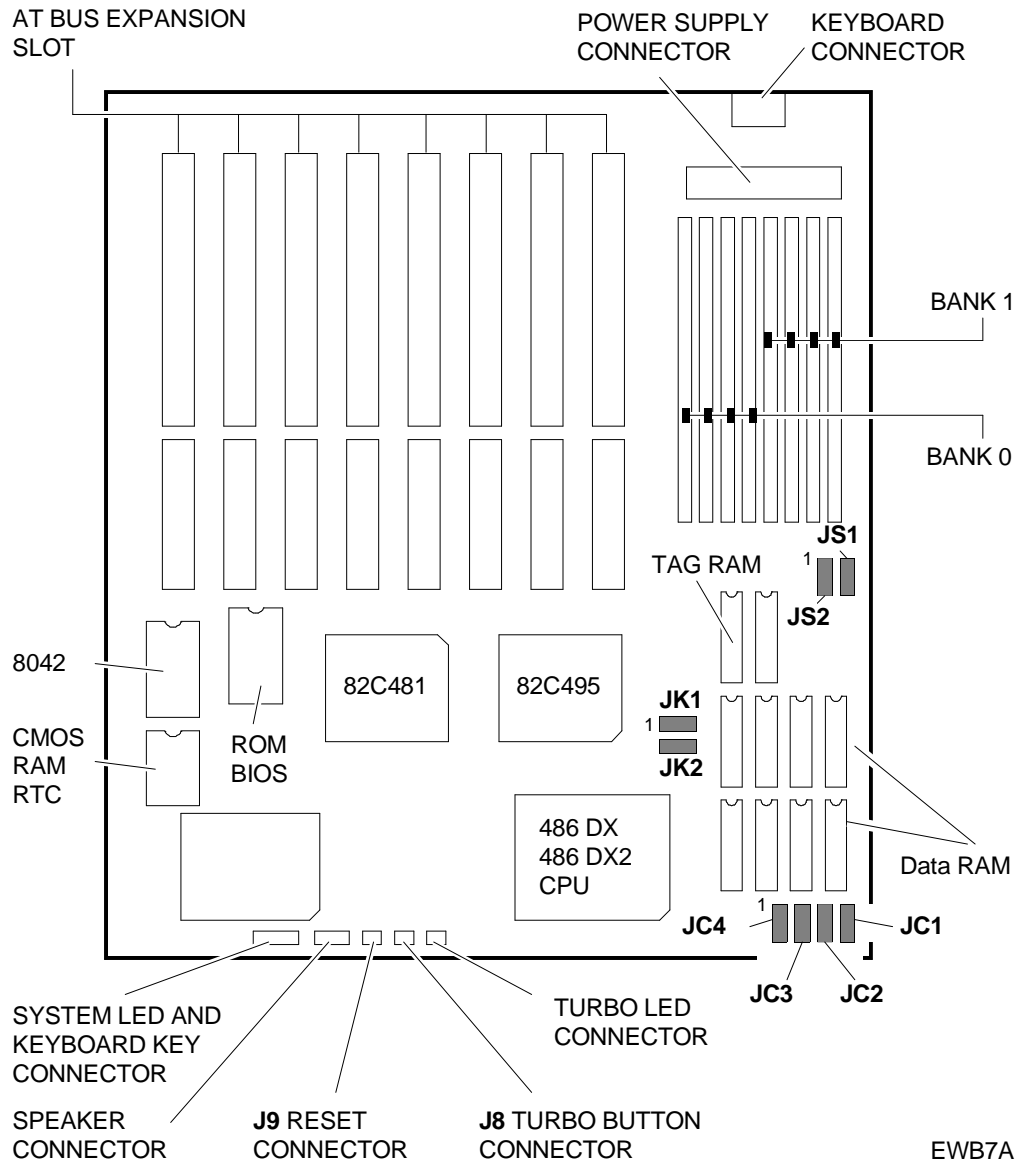 AT BUS EXPANSION
SLOT
POWER SUPPLY
CONNECTOR
KEYBOARD
CONNECTOR
BANK 1
BANK 0
JS1
1
JS2
TAG RAM
8042
82C481
82C495
JK1
1
JK2
CMOS
RAM
RTC
ROM
BIOS
486 DX
486 DX2
CPU
Data RAM
1
JC4
JC1
JC3
JC2
SYSTEM LED AND
KEYBOARD KEY
CONNECTOR
TURBO LED
CONNECTOR
SPEAKER
CONNECTOR
J9 RESET
CONNECTOR
J8 TURBO BUTTON
CONNECTOR
EWB7A